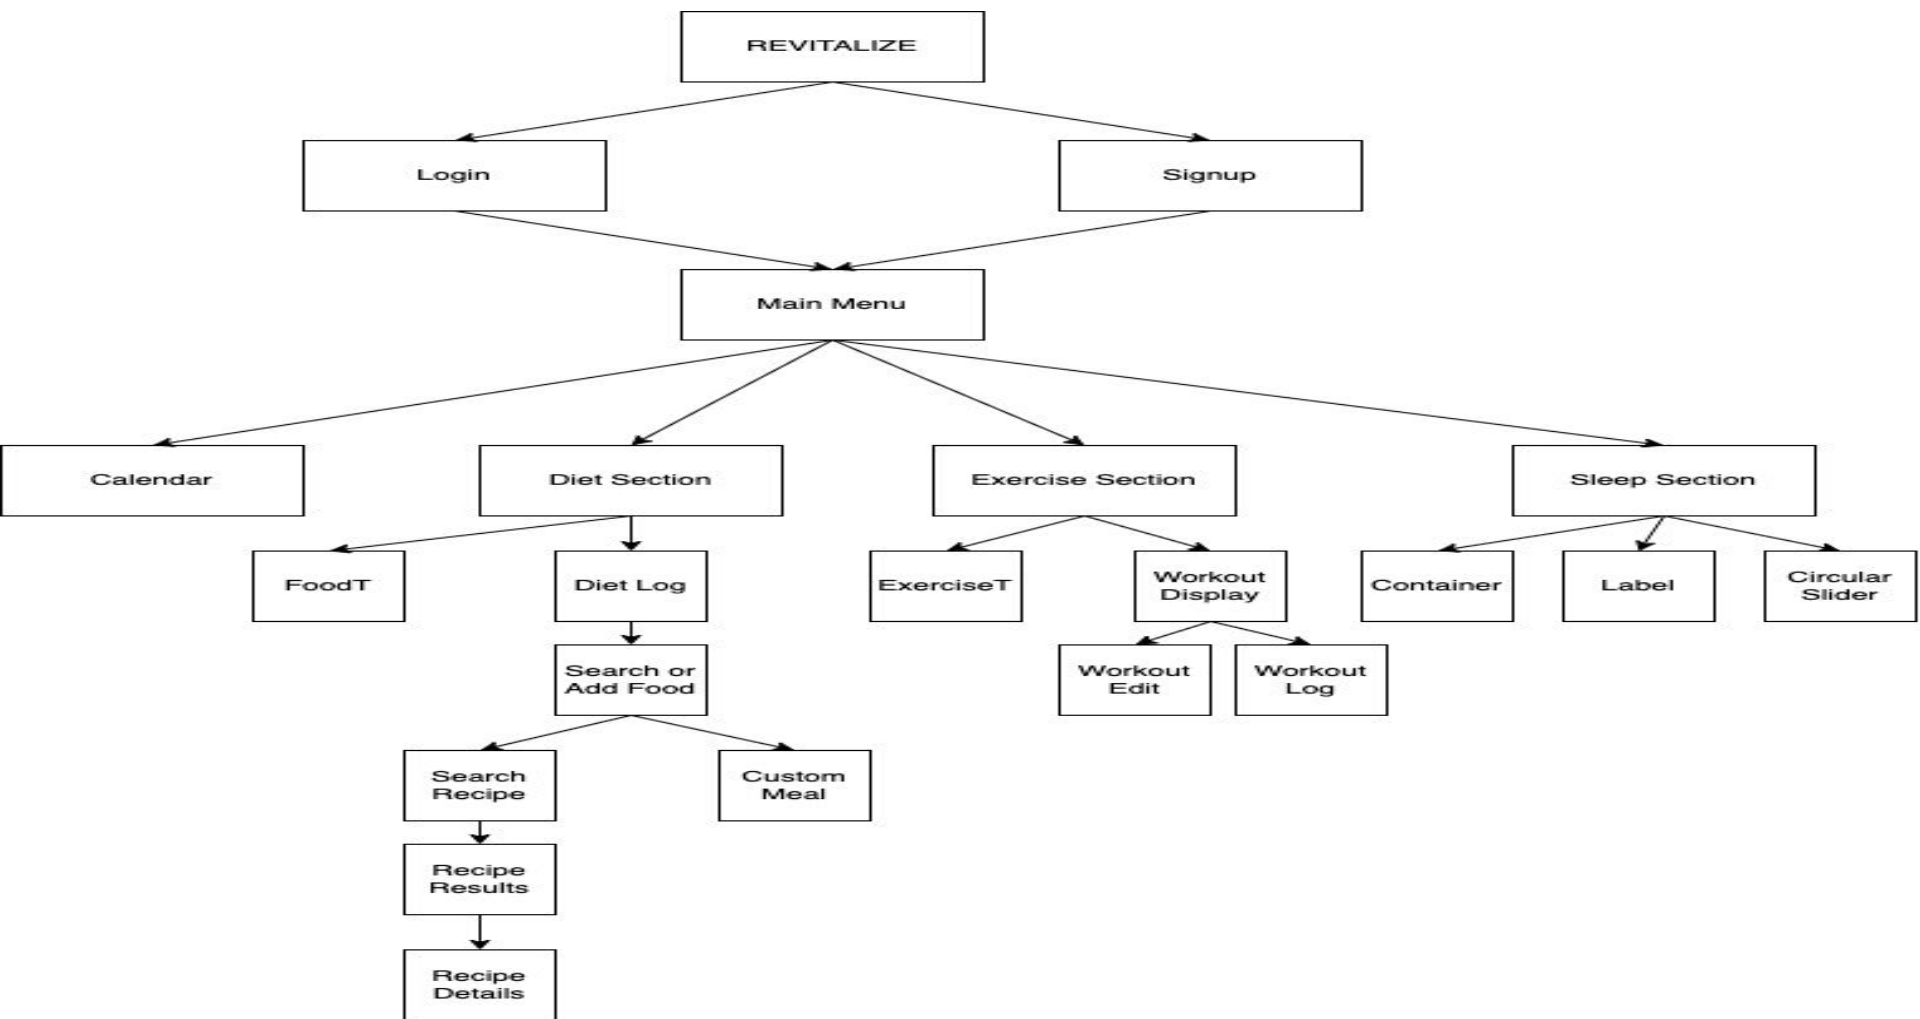 REVITALIZE
Login
Signup
Main Menu
Calendar
Diet Section
Exercise Section
Sleep Section
FoodT
Diet Log
ExerciseT
Workout
Display
Container
Label
Circular
Slider
Search or
Add Food
Workout
Edit
Workout
Log
Search
Recipe
Custom
Meal
Recipe
Results
Recipe
Details